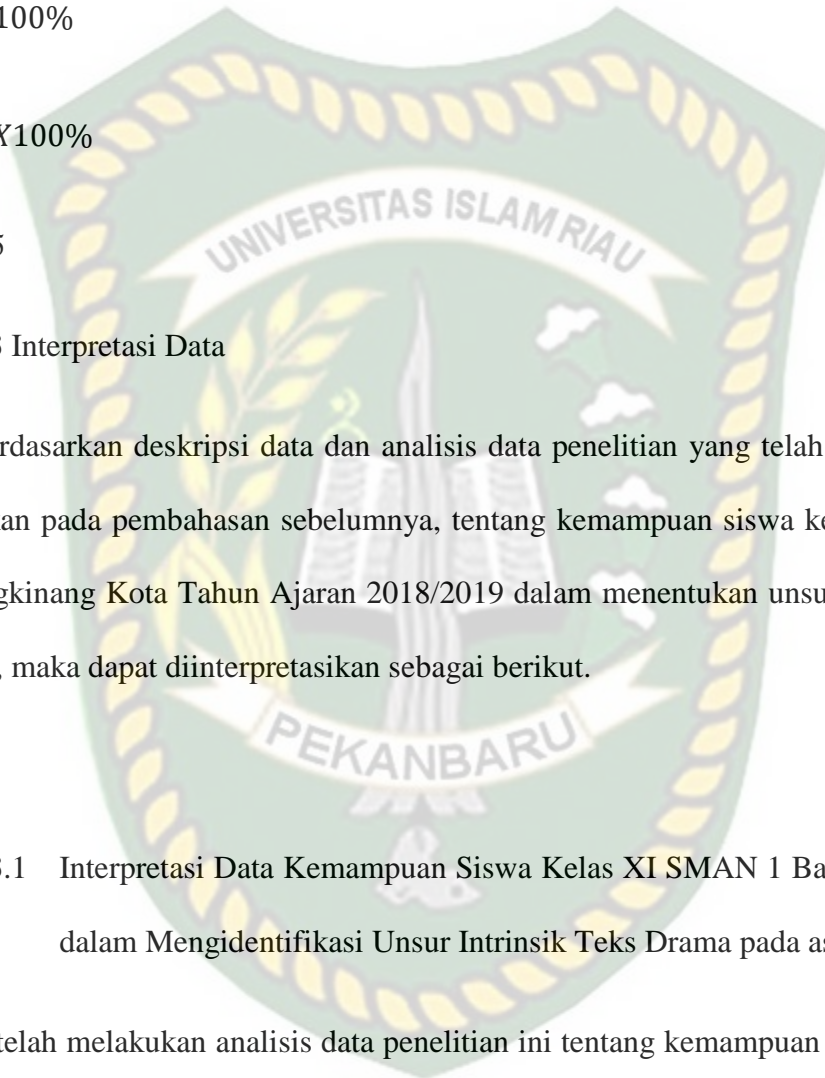 100%
X100%
5
3 Interpretasi Data
rdasarkan deskripsi data dan analisis data penelitian yang telah
kan pada pembahasan sebelumnya, tentang kemampuan siswa ke
gkinang Kota Tahun Ajaran 2018/2019 dalam menentukan unsu
, maka dapat diinterpretasikan sebagai berikut.
3.1 Interpretasi Data Kemampuan Siswa Kelas XI SMAN 1 Ba
dalam Mengidentifikasi Unsur Intrinsik Teks Drama pada as
telah melakukan analisis data penelitian ini tentang kemampuan
UNIVERSITAS ISLAM RIAU
PEKANBARU